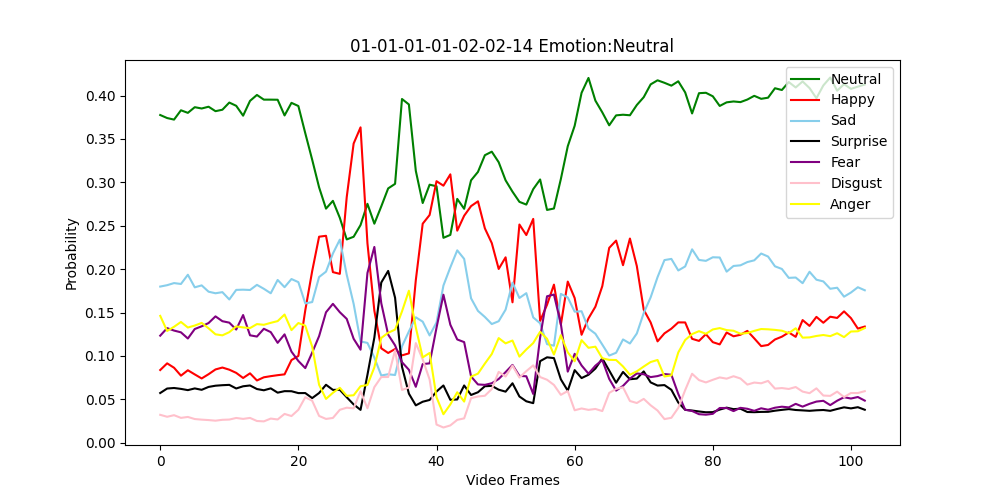 01-01-01-01-02-02-14 Emotion:Neutral
Probability
0.40
0.35
0.30
0.25
0.20
0.15
0.10
0.05
0.00
Neutral
Happy
Sad
Surprise
Fear
Disgust
Anger
0 20 40 60 80 100
Video Frames